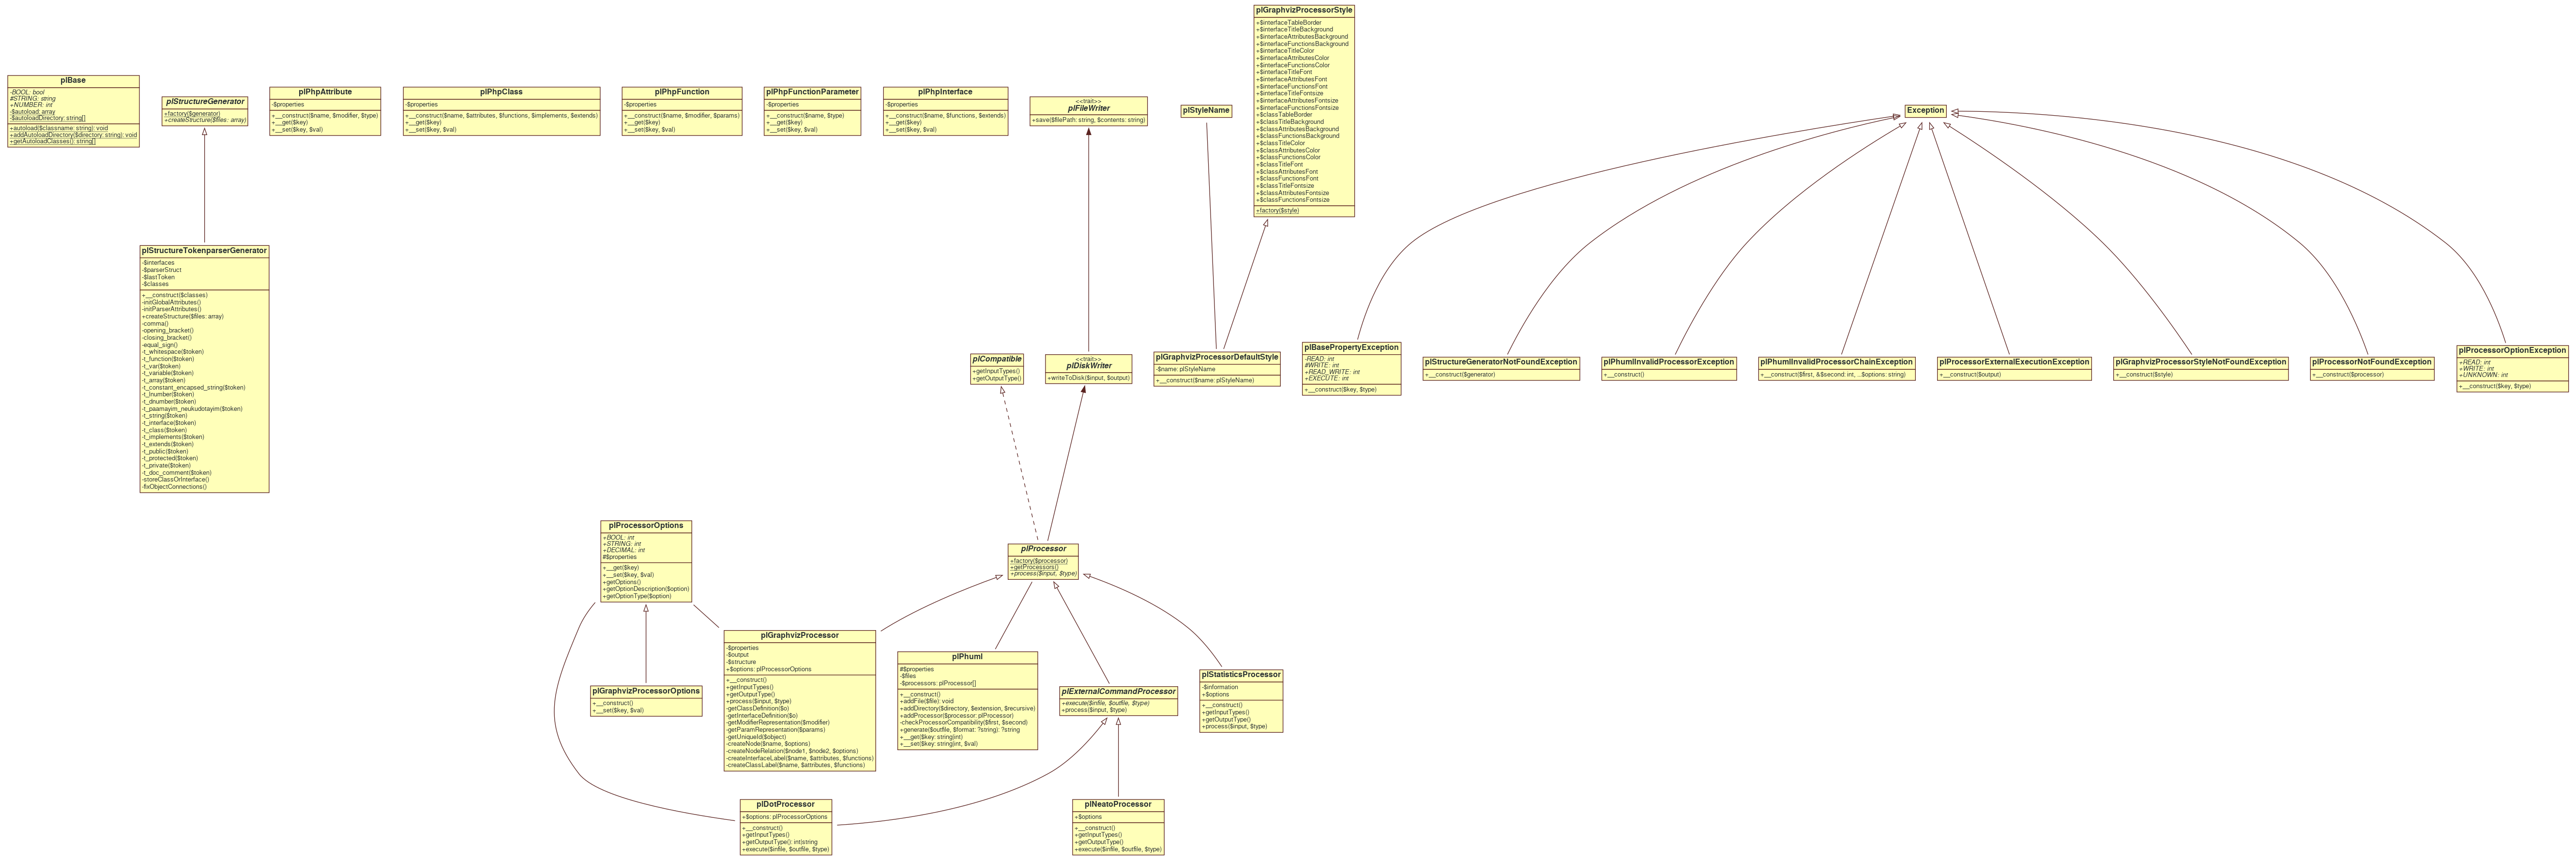 plBase
-BOOL: bool
#STRING: string
+NUMBER: int
-$autoload: array
-$autoloadDirectory: string[]
+autoload($classname: string): void
+addAutoloadDirectory($directory: string): void
+getAutoloadClasses(): string[]
plStructureGenerator
+factory($generator)
+createStructure($files: array)
plPhpAttribute
-$properties
+__construct($name, $modifier, $type)
+__get($key)
+__set($key, $val)
plPhpClass
-$properties
+__construct($name, $attributes, $functions, $implements, $extends)
+__get($key)
+__set($key, $val)
plPhpFunction
-$properties
+__construct($name, $modifier, $params)
+__get($key)
+__set($key, $val)
plPhpFunctionParameter
-$properties
+__construct($name, $type)
+__get($key)
+__set($key, $val)
plPhpInterface
-$properties
+__construct($name, $functions, $extends)
+__get($key)
+__set($key, $val)
<<trait>>
plFileWriter
+save($filePath: string, $contents: string)
plStyleName
plGraphvizProcessorStyle
+$interfaceTableBorder
+$interfaceTitleBackground
+$interfaceAttributesBackground
+$interfaceFunctionsBackground
+$interfaceTitleColor
+$interfaceAttributesColor
+$interfaceFunctionsColor
+$interfaceTitleFont
+$interfaceAttributesFont
+$interfaceFunctionsFont
+$interfaceTitleFontsize
+$interfaceAttributesFontsize
+$interfaceFunctionsFontsize
+$classTableBorder
+$classTitleBackground
+$classAttributesBackground
+$classFunctionsBackground
+$classTitleColor
+$classAttributesColor
+$classFunctionsColor
+$classTitleFont
+$classAttributesFont
+$classFunctionsFont
+$classTitleFontsize
+$classAttributesFontsize
+$classFunctionsFontsize
+factory($style)
Exception
plStructureTokenparserGenerator
-$interfaces
-$parserStruct
-$lastToken
-$classes
+__construct($classes)
-initGlobalAttributes()
-initParserAttributes()
+createStructure($files: array)
-comma()
-opening_bracket()
-closing_bracket()
-equal_sign()
-t_whitespace($token)
-t_function($token)
-t_var($token)
-t_variable($token)
-t_array($token)
-t_constant_encapsed_string($token)
-t_lnumber($token)
-t_dnumber($token)
-t_paamayim_neukudotayim($token)
-t_string($token)
-t_interface($token)
-t_class($token)
-t_implements($token)
-t_extends($token)
-t_public($token)
-t_protected($token)
-t_private($token)
-t_doc_comment($token)
-storeClassOrInterface()
-fixObjectConnections()
plCompatible
+getInputTypes()
+getOutputType()
<<trait>>
plDiskWriter
+writeToDisk($input, $output)
plGraphvizProcessorDefaultStyle
-$name: plStyleName
+__construct($name: plStyleName)
plBasePropertyException
-READ: int
#WRITE: int
+READ_WRITE: int
+EXECUTE: int
+__construct($key, $type)
plStructureGeneratorNotFoundException
+__construct($generator)
plPhumlInvalidProcessorException
+__construct()
plPhumlInvalidProcessorChainException
+__construct($first, &$second: int, ...$options: string)
plProcessorExternalExecutionException
+__construct($output)
plGraphvizProcessorStyleNotFoundException
+__construct($style)
plProcessorNotFoundException
+__construct($processor)
plProcessorOptionException
+READ: int
+WRITE: int
+UNKNOWN: int
+__construct($key, $type)
plProcessorOptions
+BOOL: int
+STRING: int
+DECIMAL: int
#$properties
+__get($key)
+__set($key, $val)
+getOptions()
+getOptionDescription($option)
+getOptionType($option)
plProcessor
+factory($processor)
+getProcessors()
+process($input, $type)
plGraphvizProcessorOptions
+__construct()
+__set($key, $val)
plGraphvizProcessor
-$properties
-$output
-$structure
+$options: plProcessorOptions
+__construct()
+getInputTypes()
+getOutputType()
+process($input, $type)
-getClassDefinition($o)
-getInterfaceDefinition($o)
-getModifierRepresentation($modifier)
-getParamRepresentation($params)
-getUniqueId($object)
-createNode($name, $options)
-createNodeRelation($node1, $node2, $options)
-createInterfaceLabel($name, $attributes, $functions)
-createClassLabel($name, $attributes, $functions)
plPhuml
#$properties
-$files
-$processors: plProcessor[]
+__construct()
+addFile($file): void
+addDirectory($directory, $extension, $recursive)
+addProcessor($processor: plProcessor)
-checkProcessorCompatibility($first, $second)
+generate($outfile, $format: ?string): ?string
+__get($key: string|int)
+__set($key: string|int, $val)
plExternalCommandProcessor
+execute($infile, $outfile, $type)
+process($input, $type)
plStatisticsProcessor
-$information
+$options
+__construct()
+getInputTypes()
+getOutputType()
+process($input, $type)
plDotProcessor
+$options: plProcessorOptions
+__construct()
+getInputTypes()
+getOutputType(): int|string
+execute($infile, $outfile, $type)
plNeatoProcessor
+$options
+__construct()
+getInputTypes()
+getOutputType()
+execute($infile, $outfile, $type)